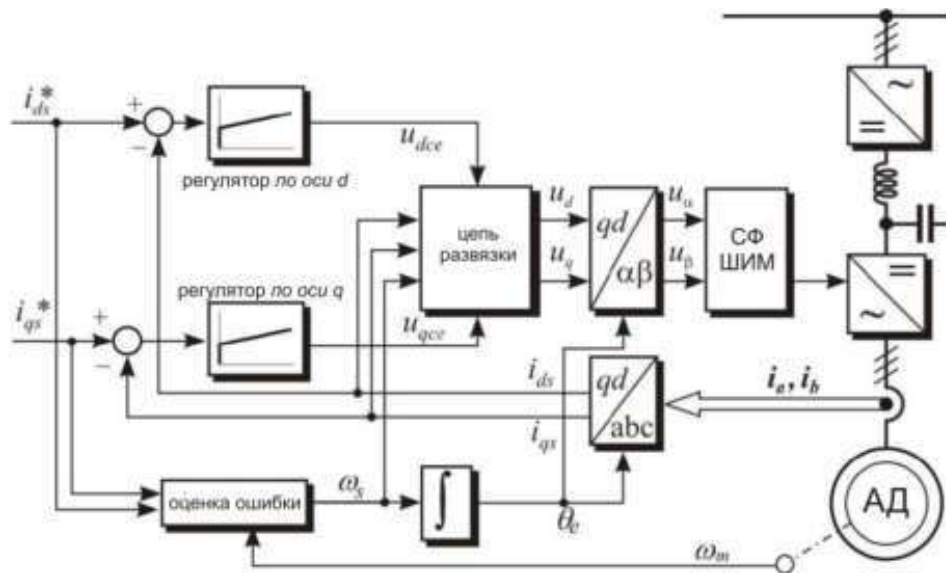 i_ds*
+
−
u_dce
регулятор по оси d
цепь
развязки
u_d
u_q
qd
αβ
u_α
u_β
СФ
ШИМ
~
=
=
~
регулятор по оси q
i_qs*
+
−
u_qce
i_ds
i_qs
qd
abc
i_a, i_b
оценка ошибки
ω_s
∫
θ_e
ω_m
АД